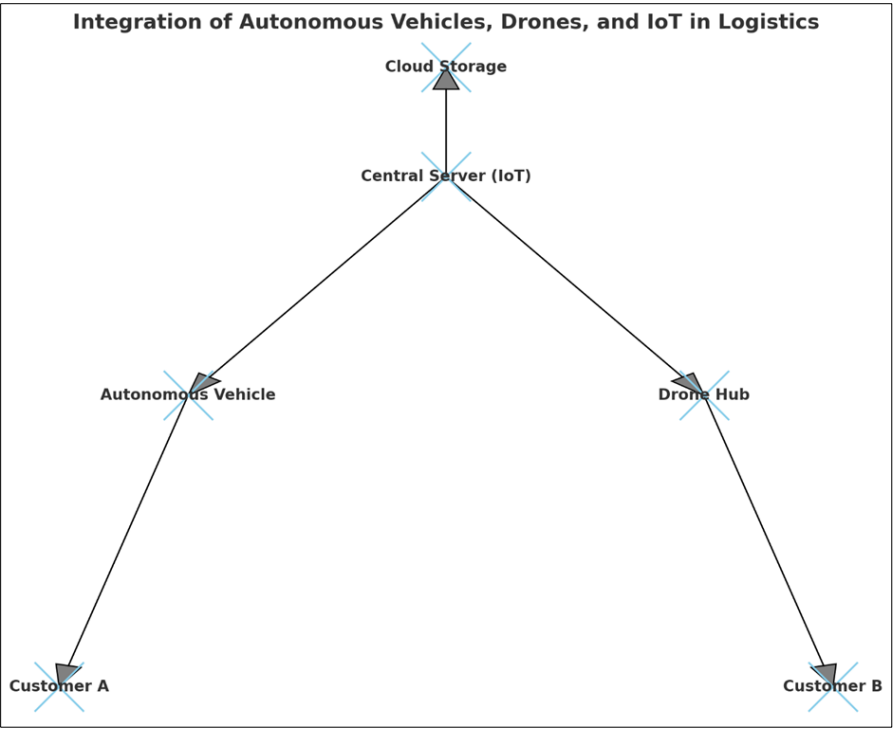 Integration of Autonomous Vehicles, Drones, and IoT in Logistics
Cloud Storage
Central Server (IoT)
Autonomous Vehicle
Drone Hub
Customer A
Customer B